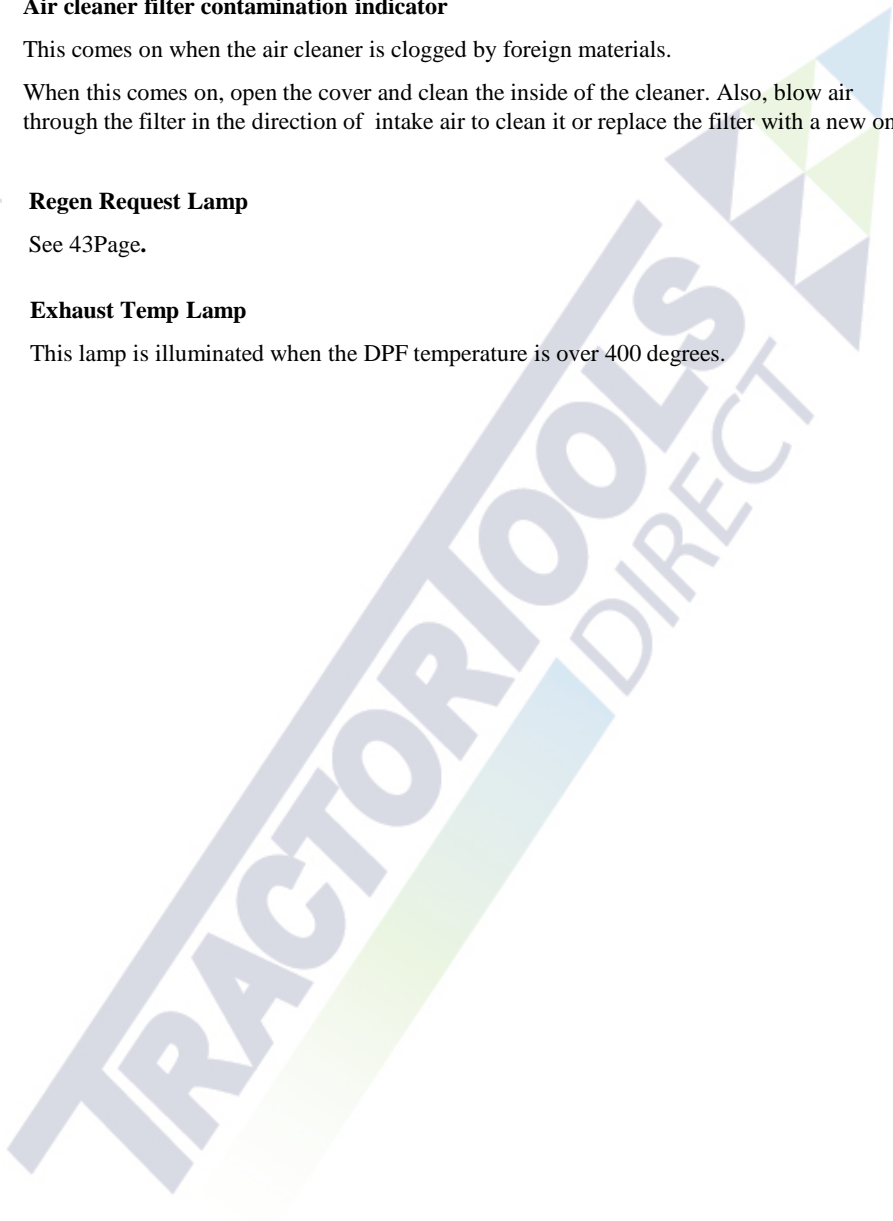 Air cleaner filter contamination indicator
This comes on when the air cleaner is clogged by foreign materials.
When this comes on, open the cover and clean the inside of the cleaner. Also, blow air
through the filter in the direction of intake air to clean it or replace the filter with a new on
Regen Request Lamp
See 43Page.
Exhaust Temp Lamp
This lamp is illuminated when the DPF temperature is over 400 degrees.
TRACTORTOOLS
DIRECT